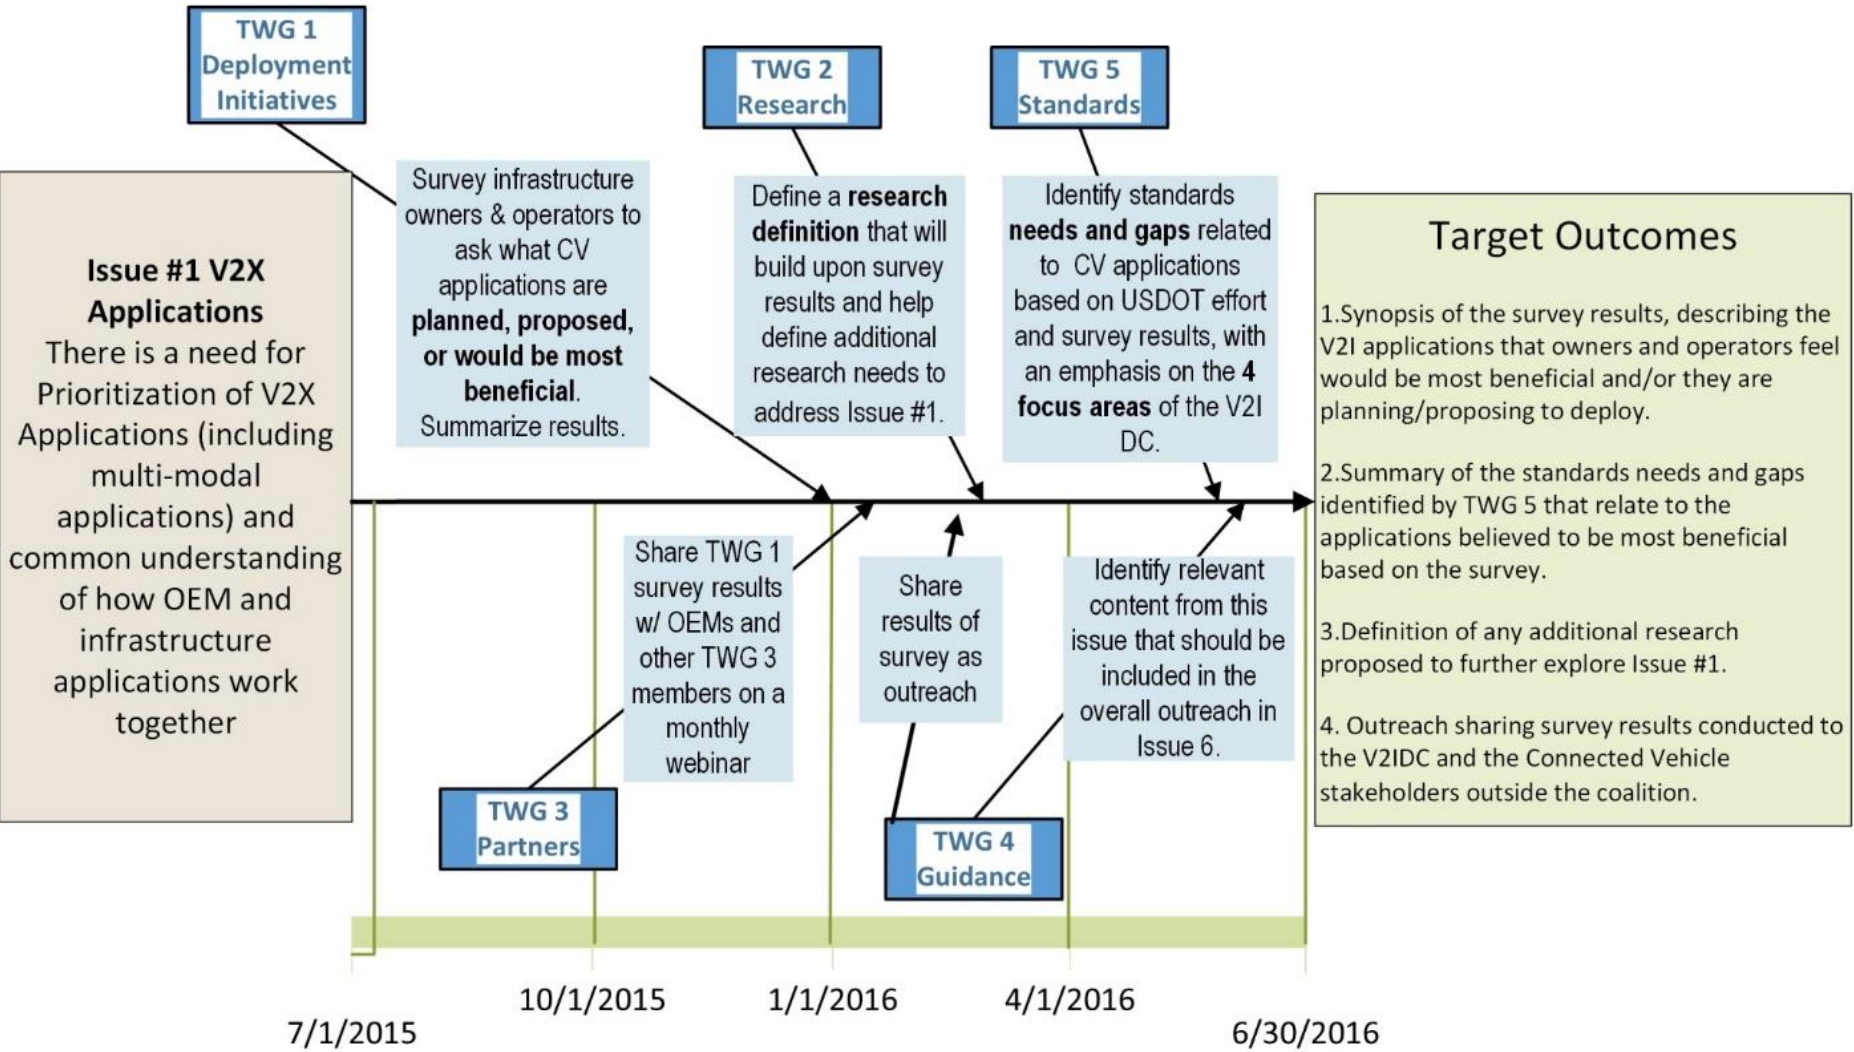 TWG 1
Deployment
Initiatives
TWG 2
Research
TWG 5
Standards
Issue #1 V2X
Applications
There is a need for
Prioritization of V2X
Applications (including
multi-modal
applications) and
common understanding
of how OEM and
infrastructure
applications work
together
Survey infrastructure
owners & operators to
ask what CV
applications are
planned, proposed,
or would be most
beneficial.
Summarize results.
Define a research
definition that will
build upon survey
results and help
define additional
research needs to
address Issue #1.
Identify standards
needs and gaps related
to CV applications
based on USDOT effort
and survey results, with
an emphasis on the 4
focus areas of the V2I
DC.
Share TWG 1
survey results
w/ OEMs and
other TWG 3
members on a
monthly
webinar
Share
results of
survey as
outreach
Identify relevant
content from this
issue that should be
included in the
overall outreach in
Issue 6.
TWG 3
Partners
TWG 4
Guidance
Target Outcomes
1.Synopsis of the survey results, describing the
V2I applications that owners and operators feel
would be most beneficial and/or they are
planning/proposing to deploy.
2.Summary of the standards needs and gaps
identified by TWG 5 that relate to the
applications believed to be most beneficial
based on the survey.
3.Definition of any additional research
proposed to further explore Issue #1.
4. Outreach sharing survey results conducted to
the V2IDC and the Connected Vehicle
stakeholders outside the coalition.
7/1/2015
10/1/2015
1/1/2016
4/1/2016
6/30/2016